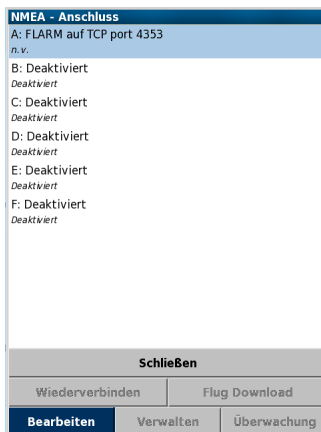 NMEA - Anschluss
A: FLARM auf TCP port 4353
n.v.
B: Deaktiviert
Deaktiviert
C: Deaktiviert
Deaktiviert
D: Deaktiviert
Deaktiviert
E: Deaktiviert
Deaktiviert
F: Deaktiviert
Deaktiviert
Schließen
Wiederverbinden Flug Download
Bearbeiten Verwalten Überwachung